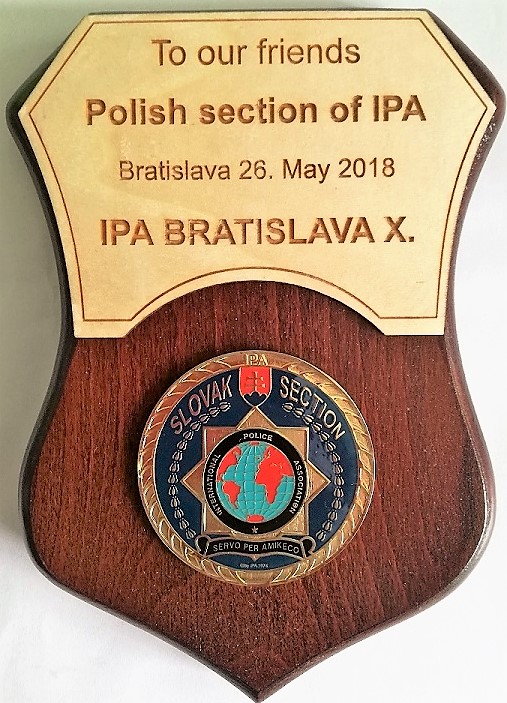 To our friends
Polish section of IPA
Bratislava 26. May 2018
IPA BRATISLAVA X.
IPA
SLOVAK SECTION
INTERNATIONAL POLICE ASSOCIATION
SERVO PER AMIKECO